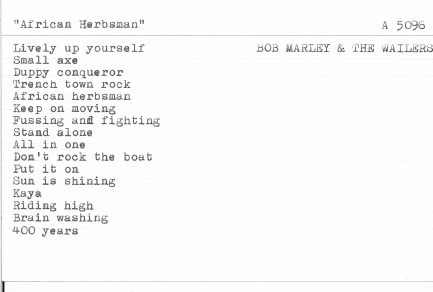 "African Herbsman" A 5096
Lively up yourself BOB MARLEY & THE WAILERS
Small axe
Duppy conqueror
Trench town rock
African herbsman
Keep on moving
Fussing and fighting
Stand alone
All in one
Don't rock the boat
Put it on
Sun is shining
Kaya
Riding high
Brain washing
400 years